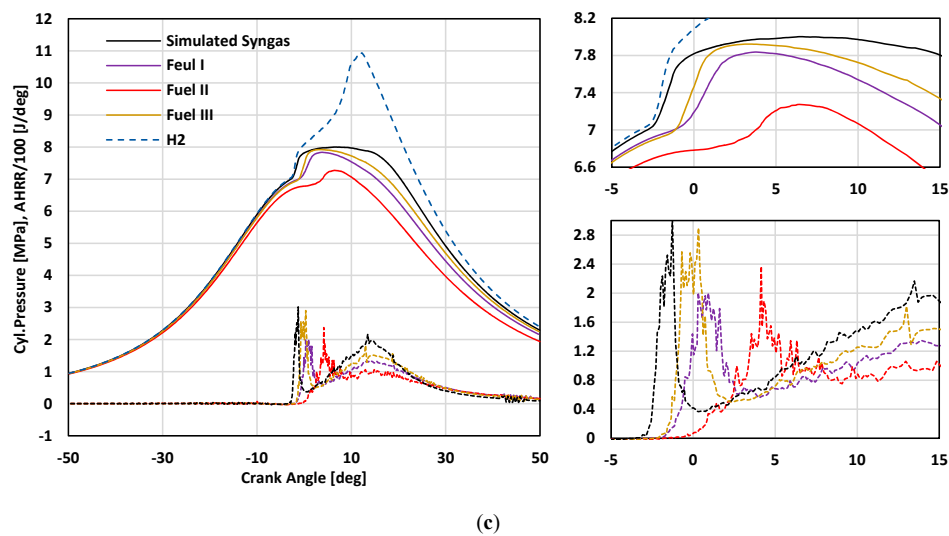 12
11
10
9
8
7
6
5
4
3
2
1
0
-1
Cyl.Pressure [MPa], AHRR/100 [J/deg]
Simulated Syngas
Feul I
Fuel II
Fuel III
H2
-50 -30 -10 10 30 50
Crank Angle [deg]
8.2
7.8
7.4
7
6.6
-5 0 5 10 15
2.8
2.4
2
1.6
1.2
0.8
0.4
0
-5 0 5 10 15
(c)